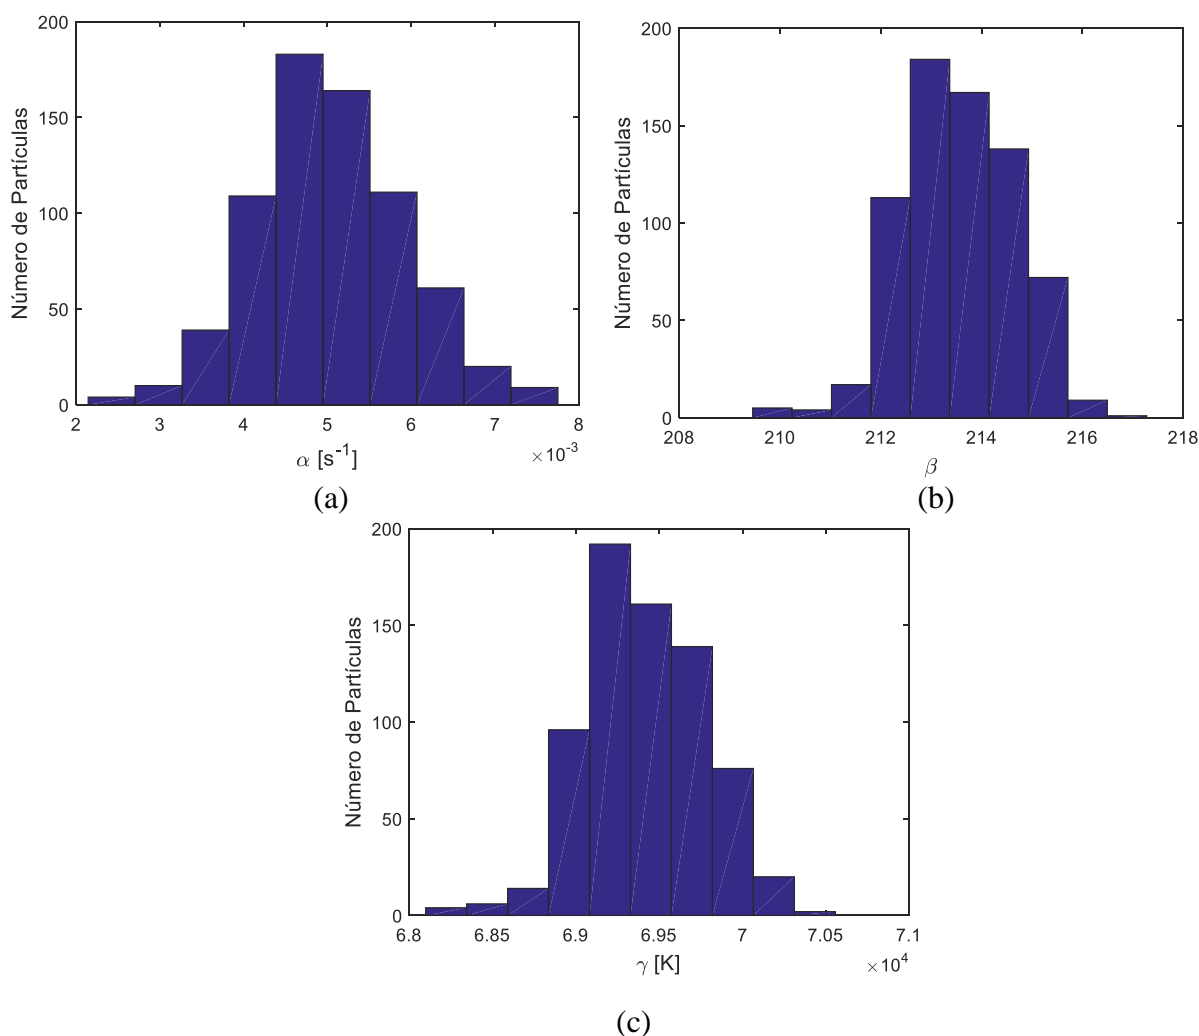 200
150
100
50
0
Número de Partículas
2 3 4 5 6 7 8
α [s-1]
×10-3
(a)
200
150
100
50
0
Número de Partículas
208 210 212 214 216 218
β
(b)
200
150
100
50
0
Número de Partículas
6.8 6.85 6.9 6.95 7 7.05 7.1
γ [K]
×104
(c)